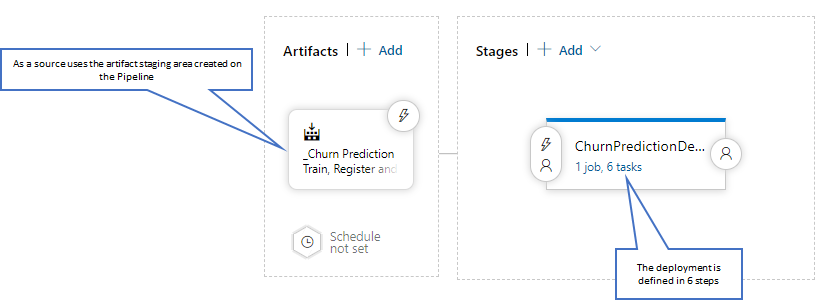 Artifacts | + Add
Stages | + Add
As a source uses the artifact staging area created on
the Pipeline
_Churn Prediction
Train, Register and
ChurnPredictionDe...
1 job, 6 tasks
Schedule
not set
The deployment is
defined in 6 steps